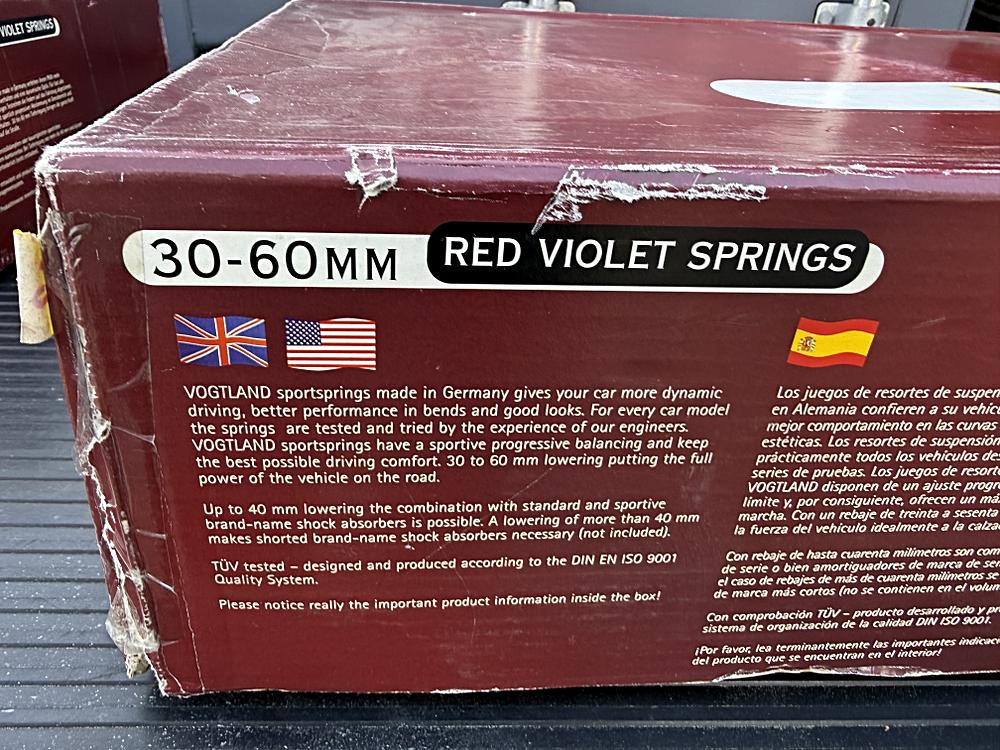 VIOLET SPRINGS
30-60MM RED VIOLET SPRINGS
VOGTLAND sportsprings made in Germany gives your car more dynamic
driving, better performance in bends and good looks. For every car model
the springs are tested and tried by the experience of our engineers.
VOGTLAND sportsprings have a sportive progressive balancing and keep
the best possible driving comfort. 30 to 60 mm lowering putting the full
power of the vehicle on the road.
Up to 40 mm lowering the combination with standard and sportive
brand-name shock absorbers is possible. A lowering of more than 40 mm
makes shorted brand-name shock absorbers necessary (not included).
TÜV tested – designed and produced according to the DIN EN ISO 9001
Quality System.
Please notice really the important product information inside the box!
Los juegos de resortes de suspen
en Alemania confieren a su vehíc
mejor comportamiento en las curvas
estéticas. Los resortes de suspensión
prácticamente todos los vehículos des
series de pruebas. Los juegos de resort
VOGTLAND disponen de un ajuste progr
límite y, por consiguiente, ofrecen un má
marcha. Con un rebaje de treinta a sesenta
la fuerza del vehículo idealmente a la calza
Con rebaje de hasta cuarenta milímetros son com
de serie o bien amortiguadores de marca de ser
el caso de rebajes de más de cuarenta milímetros se
de marca más cortos (no se contienen en el volum
Con comprobación TÜV – producto desarrollado y pr
sistema de organización de la calidad DIN ISO 9001.
¡Por favor, lea terminantemente las importantes indicaci
del producto que se encuentran en el interior!